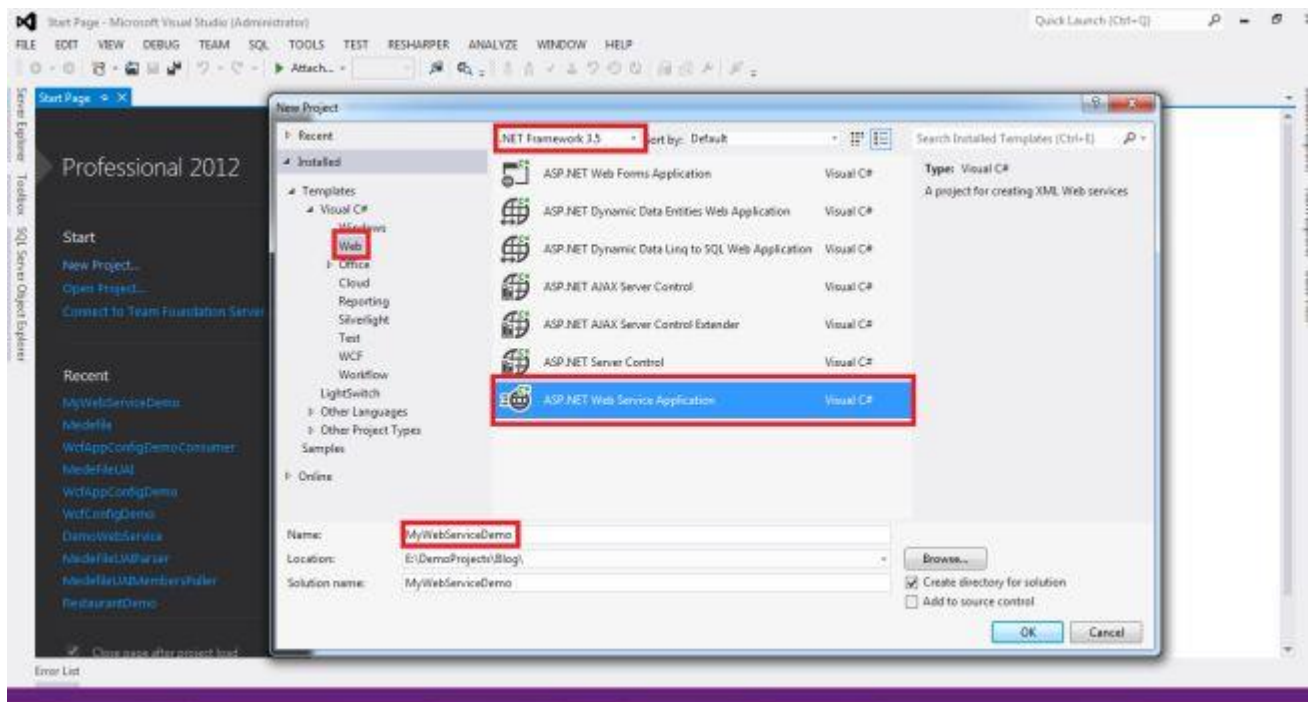 Start Page - Microsoft Visual Studio (Administrator)
Quick Launch (Ctrl+Q)
FILE EDIT VIEW DEBUG TEAM SQL TOOLS TEST RESHARPER ANALYZE WINDOW HELP
Attach...
Server Explorer
Toolbox
SQL Server Object Explorer
Start Page
Professional 2012
Start
New Project...
Open Project...
Connect to Team Foundation Server
Recent
MyWebServiceDemo
Medefile
WcfAppConfigDemoConsumer
MedeFileUAI
WcfAppConfigDemo
WcfConfigDemo
DemoWebService
RestaurantDemo
Close page after project load
Error List
New Project
Recent
Installed
Templates
Visual C#
Windows
Web
Office
Cloud
Reporting
Silverlight
Test
WCF
Workflow
LightSwitch
Other Languages
Other Project Types
Samples
Online
.NET Framework 3.5
Sort by: Default
ASP.NET Web Forms Application Visual C#
ASP.NET Dynamic Data Entities Web Application Visual C#
ASP.NET Dynamic Data Linq to SQL Web Application Visual C#
ASP.NET AJAX Server Control Visual C#
ASP.NET AJAX Server Control Extender Visual C#
ASP.NET Server Control Visual C#
ASP.NET Web Service Application Visual C#
Search Installed Templates (Ctrl+E)
Type: Visual C#
A project for creating XML Web services
Name: MyWebServiceDemo
Location: E:\DemoProjects\Blog\
Solution name: MyWebServiceDemo
Browse...
Create directory for solution
Add to source control
OK Cancel